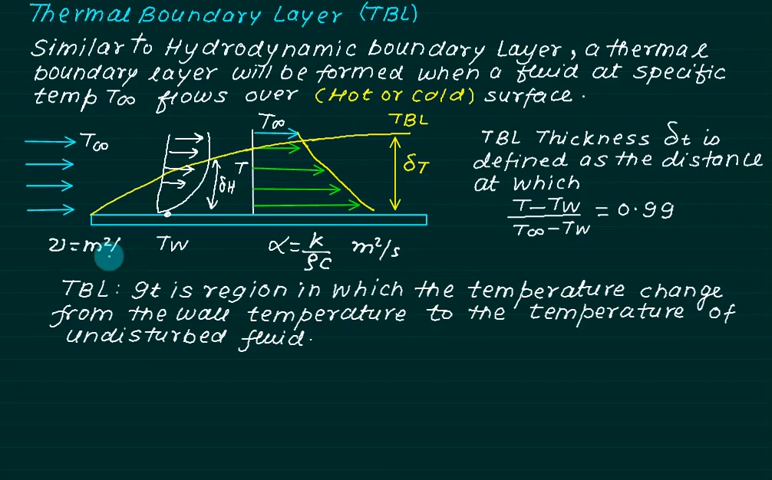 Thermal Boundary Layer (TBL)
Similar to Hydrodynamic boundary Layer, a thermal
boundary layer will be formed when a fluid at specific
temp T∞ flows over (Hot or cold) surface.
T∞ T∞ TBL
T δH δT
TBL Thickness δt is
defined as the distance
at which
T-TW / T∞-TW = 0.99
ν = m²/ TW α = k/ρc m²/s
TBL: It is region in which the temperature change
from the wall temperature to the temperature of
undisturbed fluid.